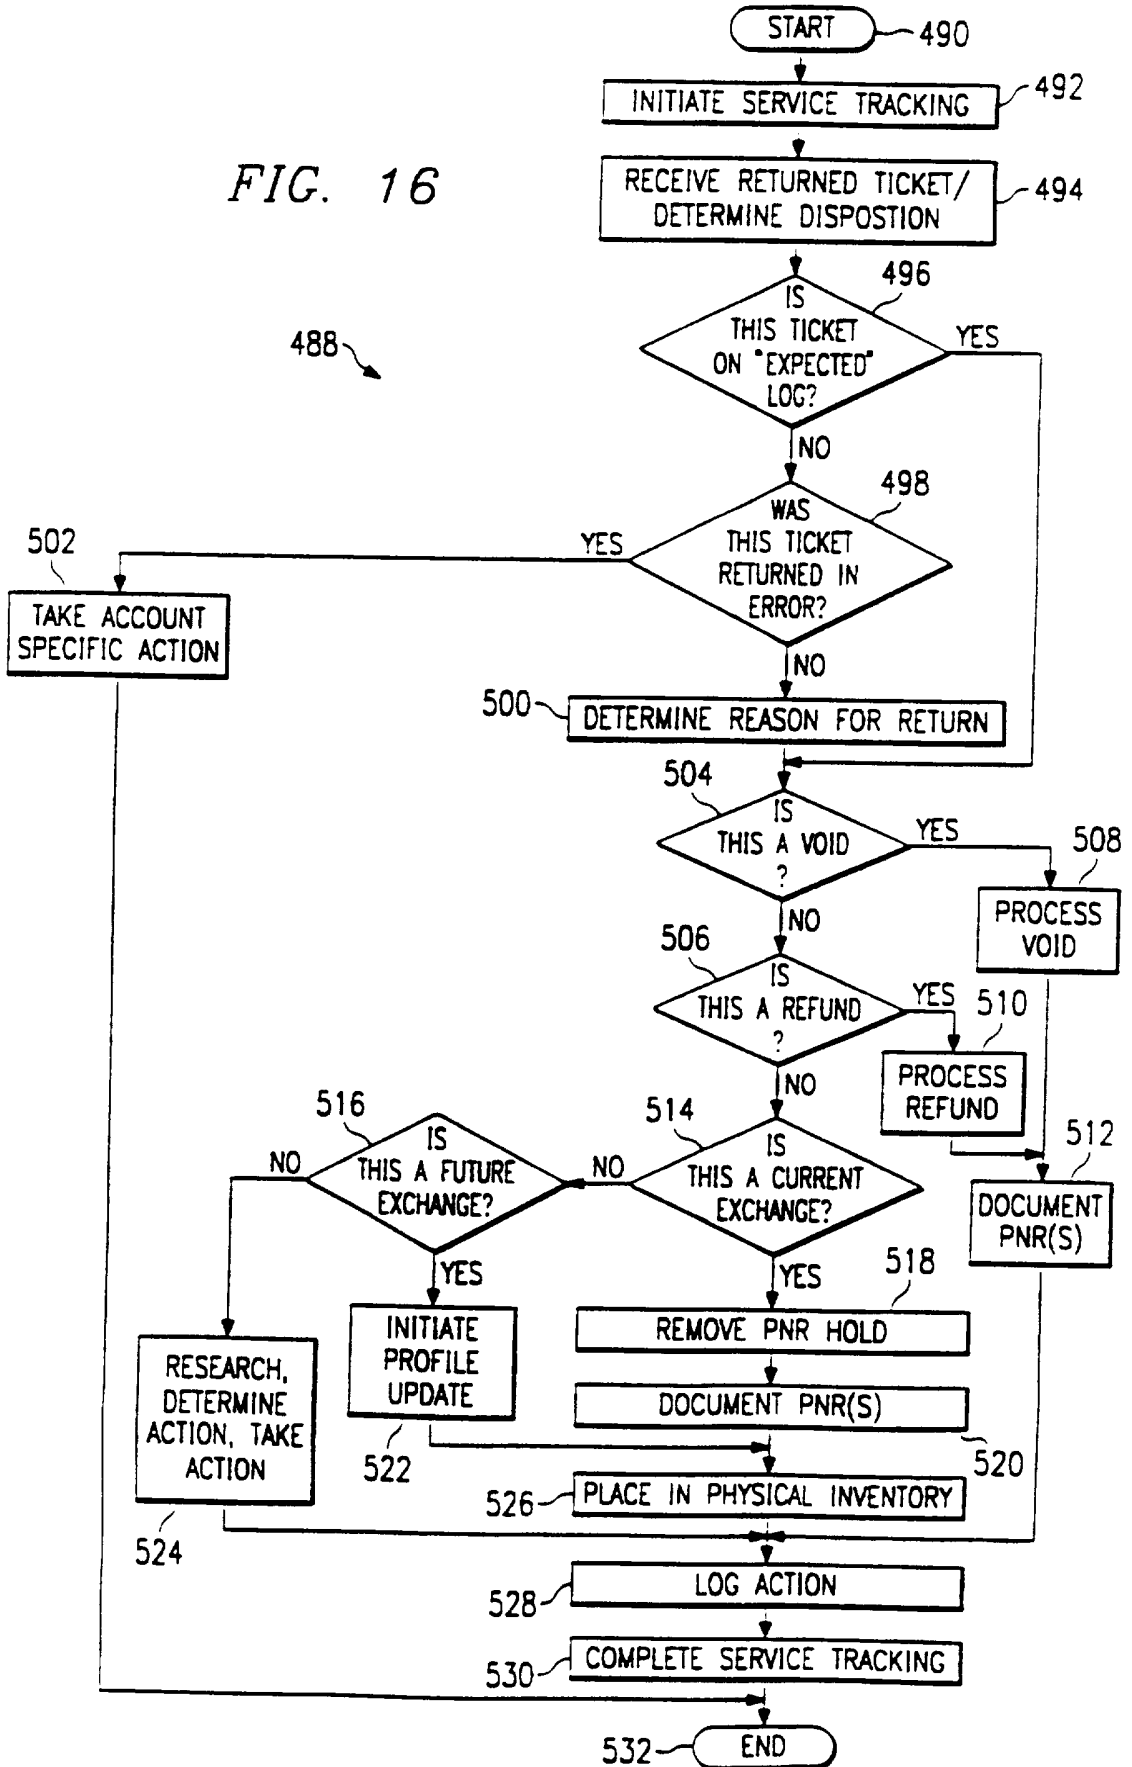 START
490
INITIATE SERVICE TRACKING
492
FIG. 16
RECEIVE RETURNED TICKET/
DETERMINE DISPOSTION
494
496
IS
THIS TICKET
ON "EXPECTED"
LOG?
YES
488
NO
498
WAS
THIS TICKET
RETURNED IN
ERROR?
YES
502
TAKE ACCOUNT
SPECIFIC ACTION
NO
500
DETERMINE REASON FOR RETURN
504
IS
THIS A VOID
?
YES
508
PROCESS
VOID
NO
506
IS
THIS A REFUND
?
YES
510
PROCESS
REFUND
NO
516
IS
THIS A FUTURE
EXCHANGE?
NO
514
IS
THIS A CURRENT
EXCHANGE?
NO
512
DOCUMENT
PNR(S)
YES
YES
518
REMOVE PNR HOLD
INITIATE
PROFILE
UPDATE
522
RESEARCH,
DETERMINE
ACTION, TAKE
ACTION
524
DOCUMENT PNR(S)
520
526
PLACE IN PHYSICAL INVENTORY
528
LOG ACTION
530
COMPLETE SERVICE TRACKING
532
END